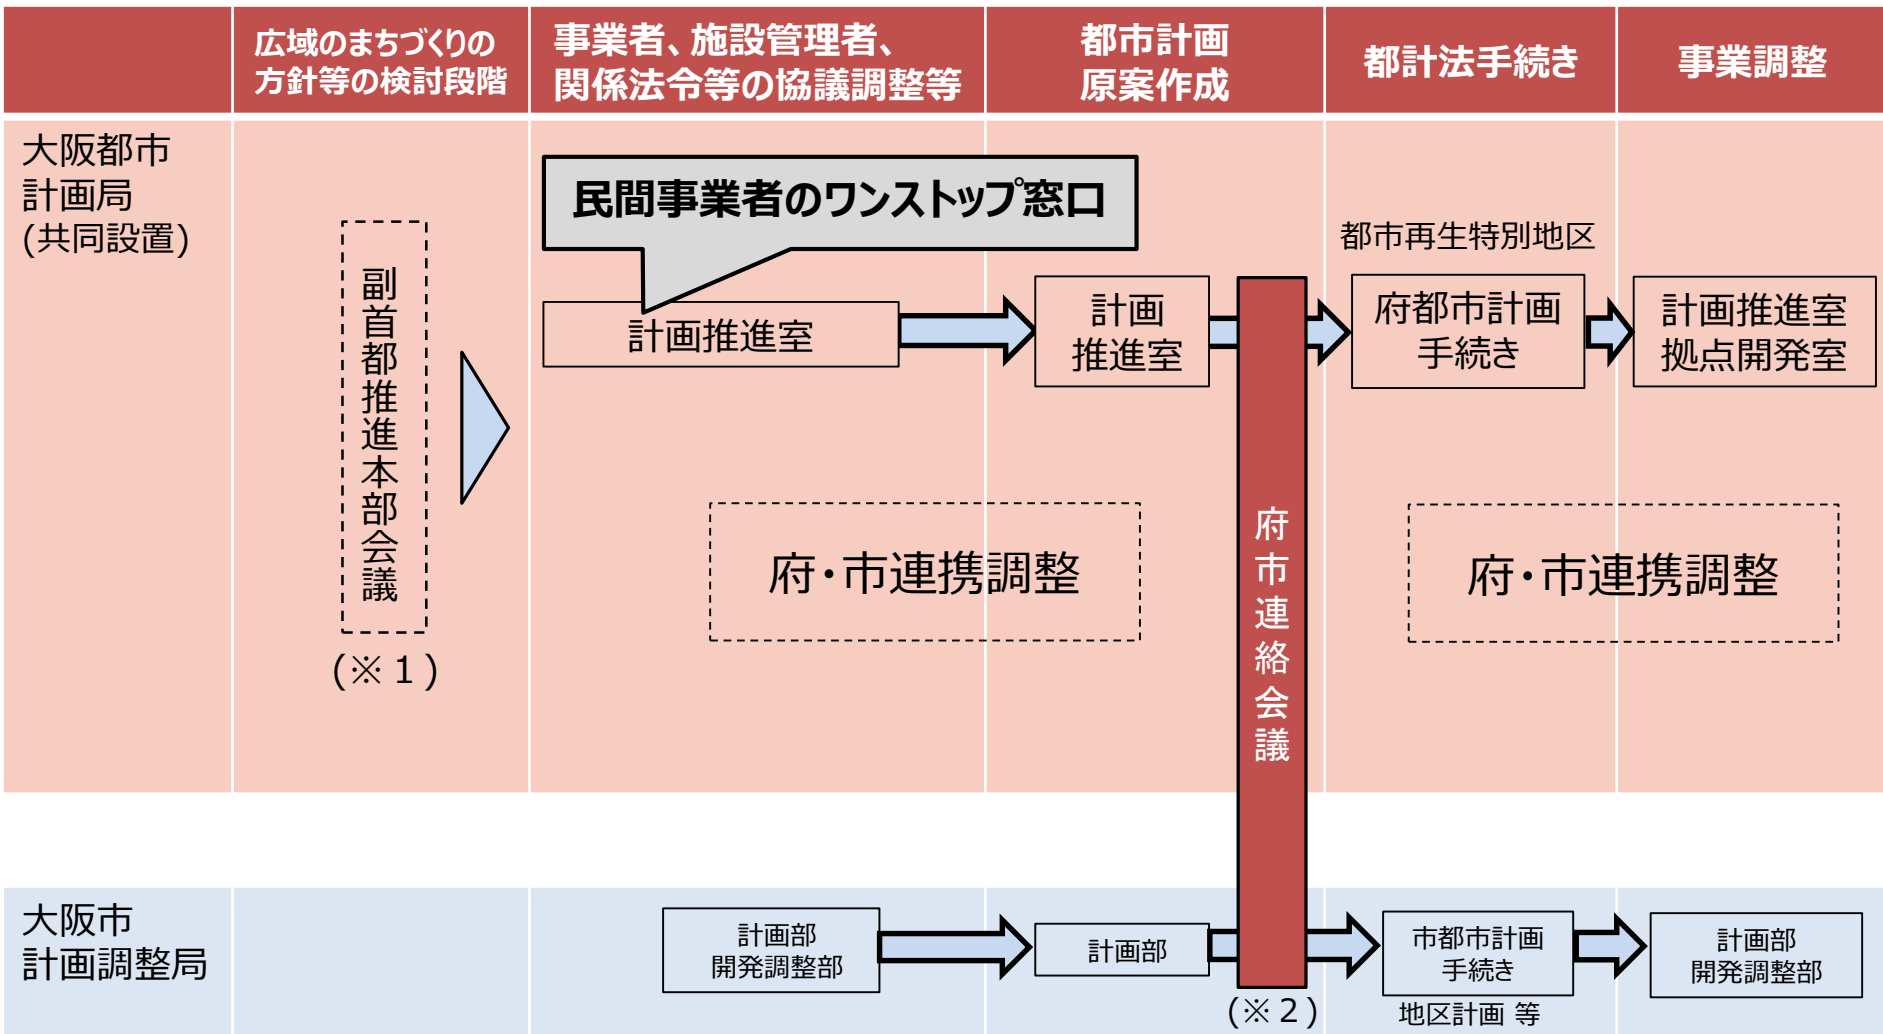 広域のまちづくりの
方針等の検討段階
事業者、施設管理者、
関係法令等の協議調整等
都市計画
原案作成
都計法手続き
事業調整
大阪都市
計画局
(共同設置)
副首都推進本部会議
(※１)
民間事業者のワンストップ窓口
計画推進室
計画
推進室
都市再生特別地区
府都市計画
手続き
計画推進室
拠点開発室
府・市連携調整
府市連絡会議
府・市連携調整
大阪市
計画調整局
計画部
開発調整部
計画部
(※２)
市都市計画
手続き
地区計画 等
計画部
開発調整部